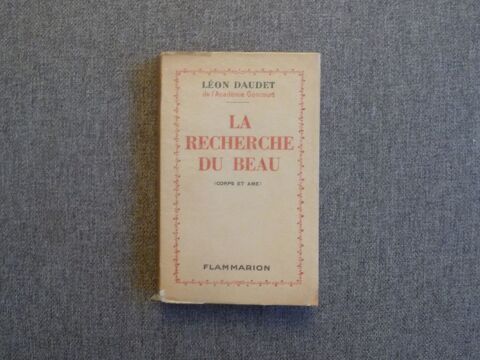 LÉON DAUDET
de l'Académie Goncourt
LA
RECHERCHE
DU BEAU
(CORPS ET AME)
FLAMMARION